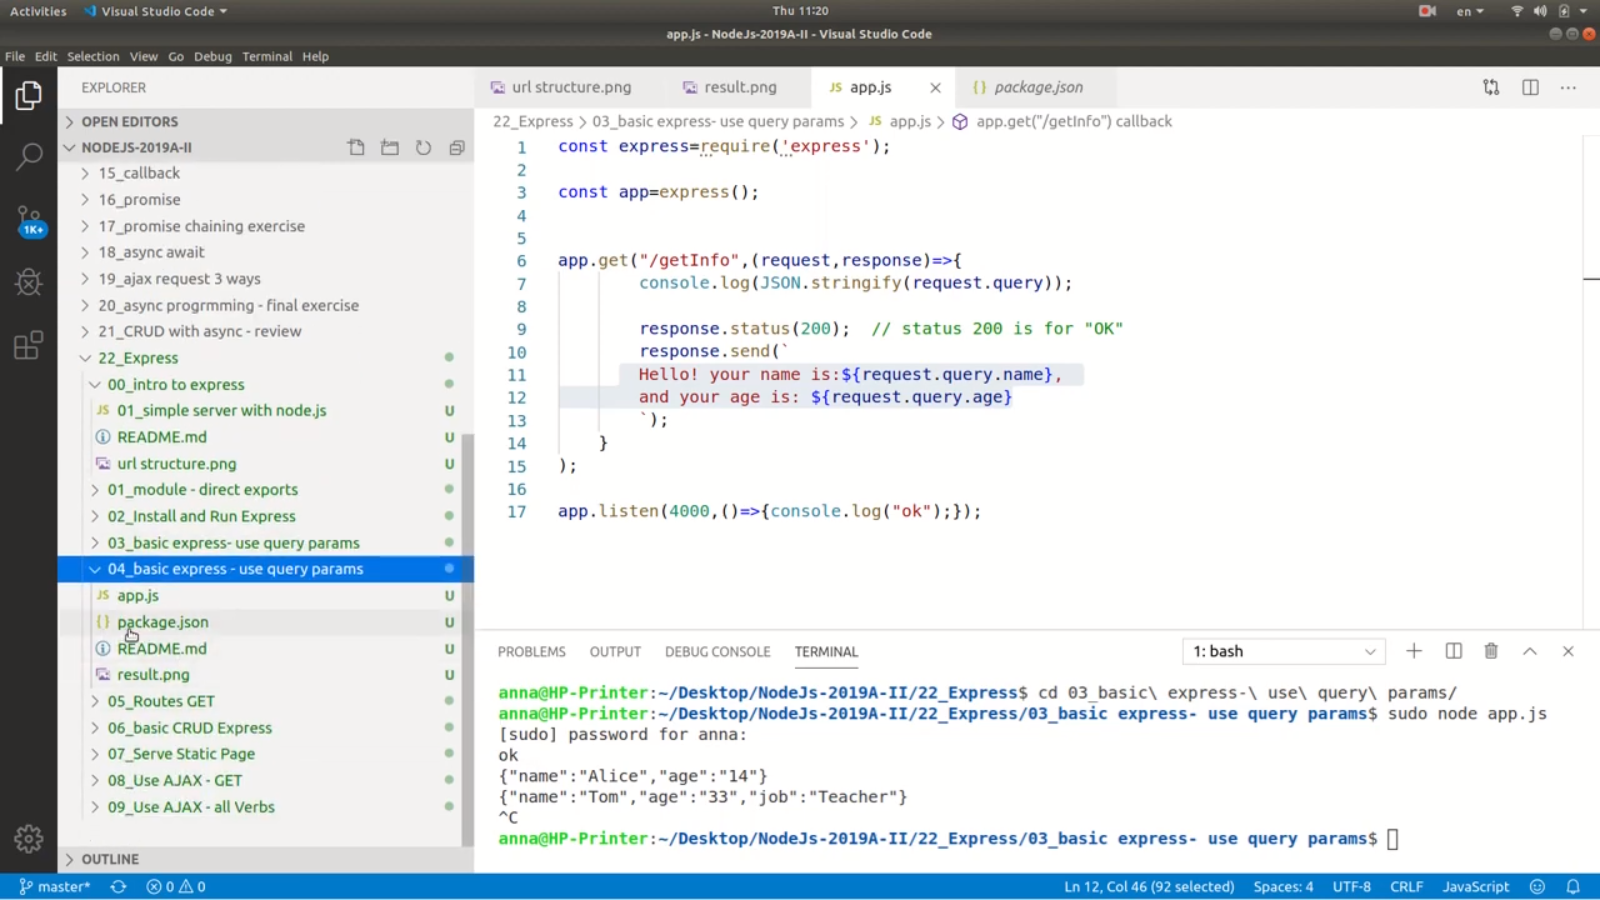 Activities Visual Studio Code Thu 11:20 en
app.js - NodeJs-2019A-II - Visual Studio Code
File Edit Selection View Go Debug Terminal Help
EXPLORER url structure.png result.png JS app.js {} package.json
OPEN EDITORS
22_Express > 03_basic express- use query params > JS app.js > app.get("/getInfo") callback
NODEJS-2019A-II
15_callback
16_promise
17_promise chaining exercise
18_async await
19_ajax request 3 ways
20_async progrmming - final exercise
21_CRUD with async - review
22_Express
00_intro to express
JS 01_simple server with node.js U
README.md U
url structure.png U
01_module - direct exports
02_Install and Run Express
03_basic express- use query params
04_basic express - use query params
JS app.js U
{} package.json U
README.md U
result.png U
05_Routes GET
06_basic CRUD Express
07_Serve Static Page
08_Use AJAX - GET
09_Use AJAX - all Verbs
OUTLINE
1K+
1 const express=require('express');
2
3 const app=express();
4
5
6 app.get("/getInfo",(request,response)=>{
7 console.log(JSON.stringify(request.query));
8
9 response.status(200); // status 200 is for "OK"
10 response.send(`
11 Hello! your name is:${request.query.name},
12 and your age is: ${request.query.age}
13 `);
14 }
15 );
16
17 app.listen(4000,()=>{console.log("ok");});
PROBLEMS OUTPUT DEBUG CONSOLE TERMINAL 1: bash
anna@HP-Printer:~/Desktop/NodeJs-2019A-II/22_Express$ cd 03_basic\ express-\ use\ query\ params/
anna@HP-Printer:~/Desktop/NodeJs-2019A-II/22_Express/03_basic express- use query params$ sudo node app.js
[sudo] password for anna:
ok
{"name":"Alice","age":"14"}
{"name":"Tom","age":"33","job":"Teacher"}
^C
anna@HP-Printer:~/Desktop/NodeJs-2019A-II/22_Express/03_basic express- use query params$
master* 0 0 Ln 12, Col 46 (92 selected) Spaces: 4 UTF-8 CRLF JavaScript